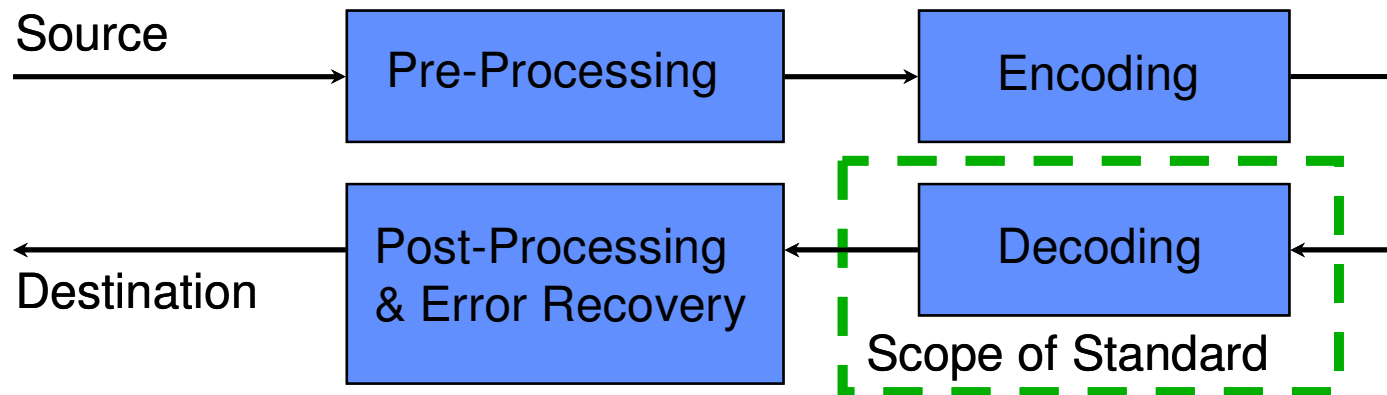 Source
Pre-Processing
Encoding
Post-Processing
& Error Recovery
Decoding
Destination
Scope of Standard